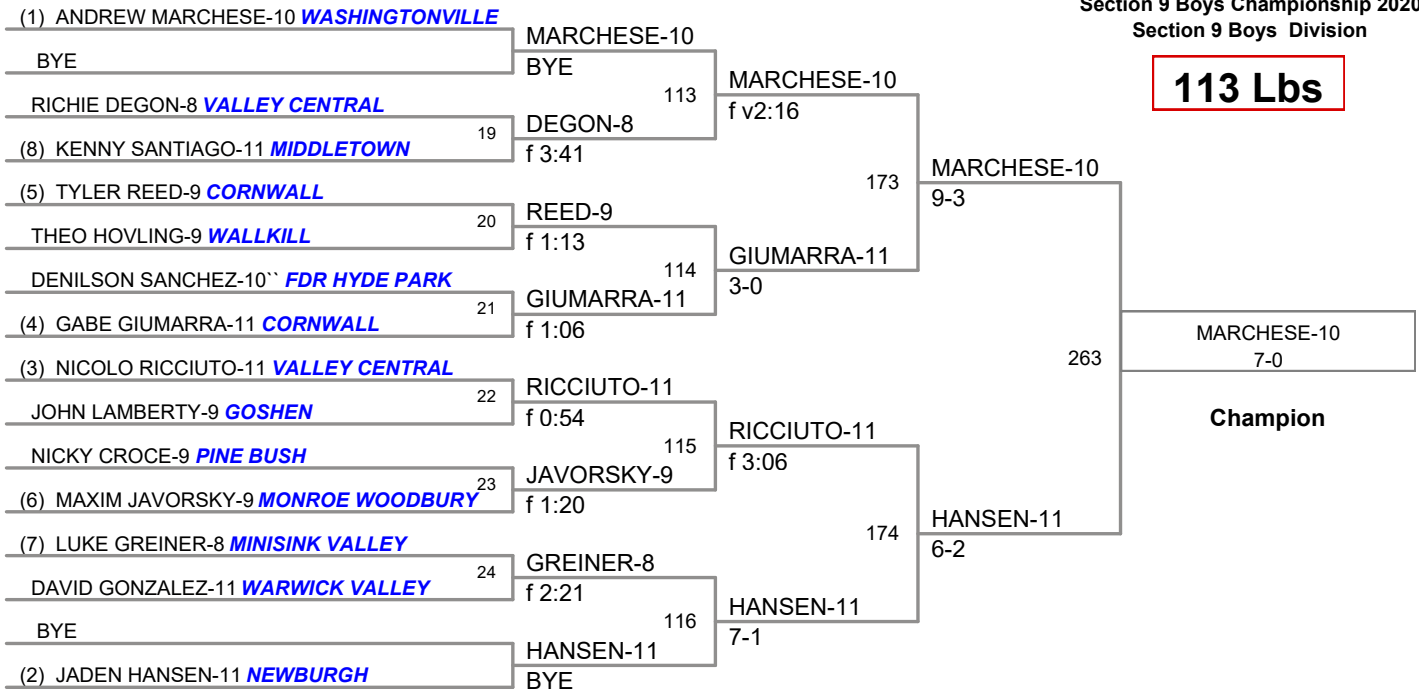 Section 9 Boys Championship 2020
Section 9 Boys Division
113 Lbs
(1) ANDREW MARCHESE-10 WASHINGTONVILLE
BYE
RICHIE DEGON-8 VALLEY CENTRAL
(8) KENNY SANTIAGO-11 MIDDLETOWN
(5) TYLER REED-9 CORNWALL
THEO HOVLING-9 WALLKILL
DENILSON SANCHEZ-10`` FDR HYDE PARK
(4) GABE GIUMARRA-11 CORNWALL
(3) NICOLO RICCIUTO-11 VALLEY CENTRAL
JOHN LAMBERTY-9 GOSHEN
NICKY CROCE-9 PINE BUSH
(6) MAXIM JAVORSKY-9 MONROE WOODBURY
(7) LUKE GREINER-8 MINISINK VALLEY
DAVID GONZALEZ-11 WARWICK VALLEY
BYE
(2) JADEN HANSEN-11 NEWBURGH
19
20
21
22
23
24
MARCHESE-10
BYE
DEGON-8
f 3:41
REED-9
f 1:13
GIUMARRA-11
f 1:06
RICCIUTO-11
f 0:54
JAVORSKY-9
f 1:20
GREINER-8
f 2:21
HANSEN-11
BYE
113
114
115
116
MARCHESE-10
f v2:16
GIUMARRA-11
3-0
RICCIUTO-11
f 3:06
HANSEN-11
7-1
173
174
MARCHESE-10
9-3
HANSEN-11
6-2
263
MARCHESE-10
7-0
Champion